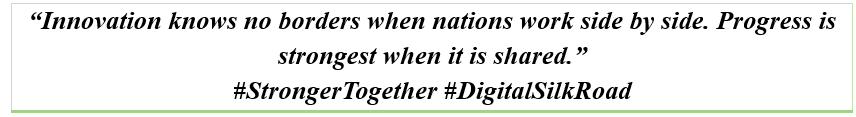 “Innovation knows no borders when nations work side by side. Progress is
strongest when it is shared.”
#StrongerTogether #DigitalSilkRoad